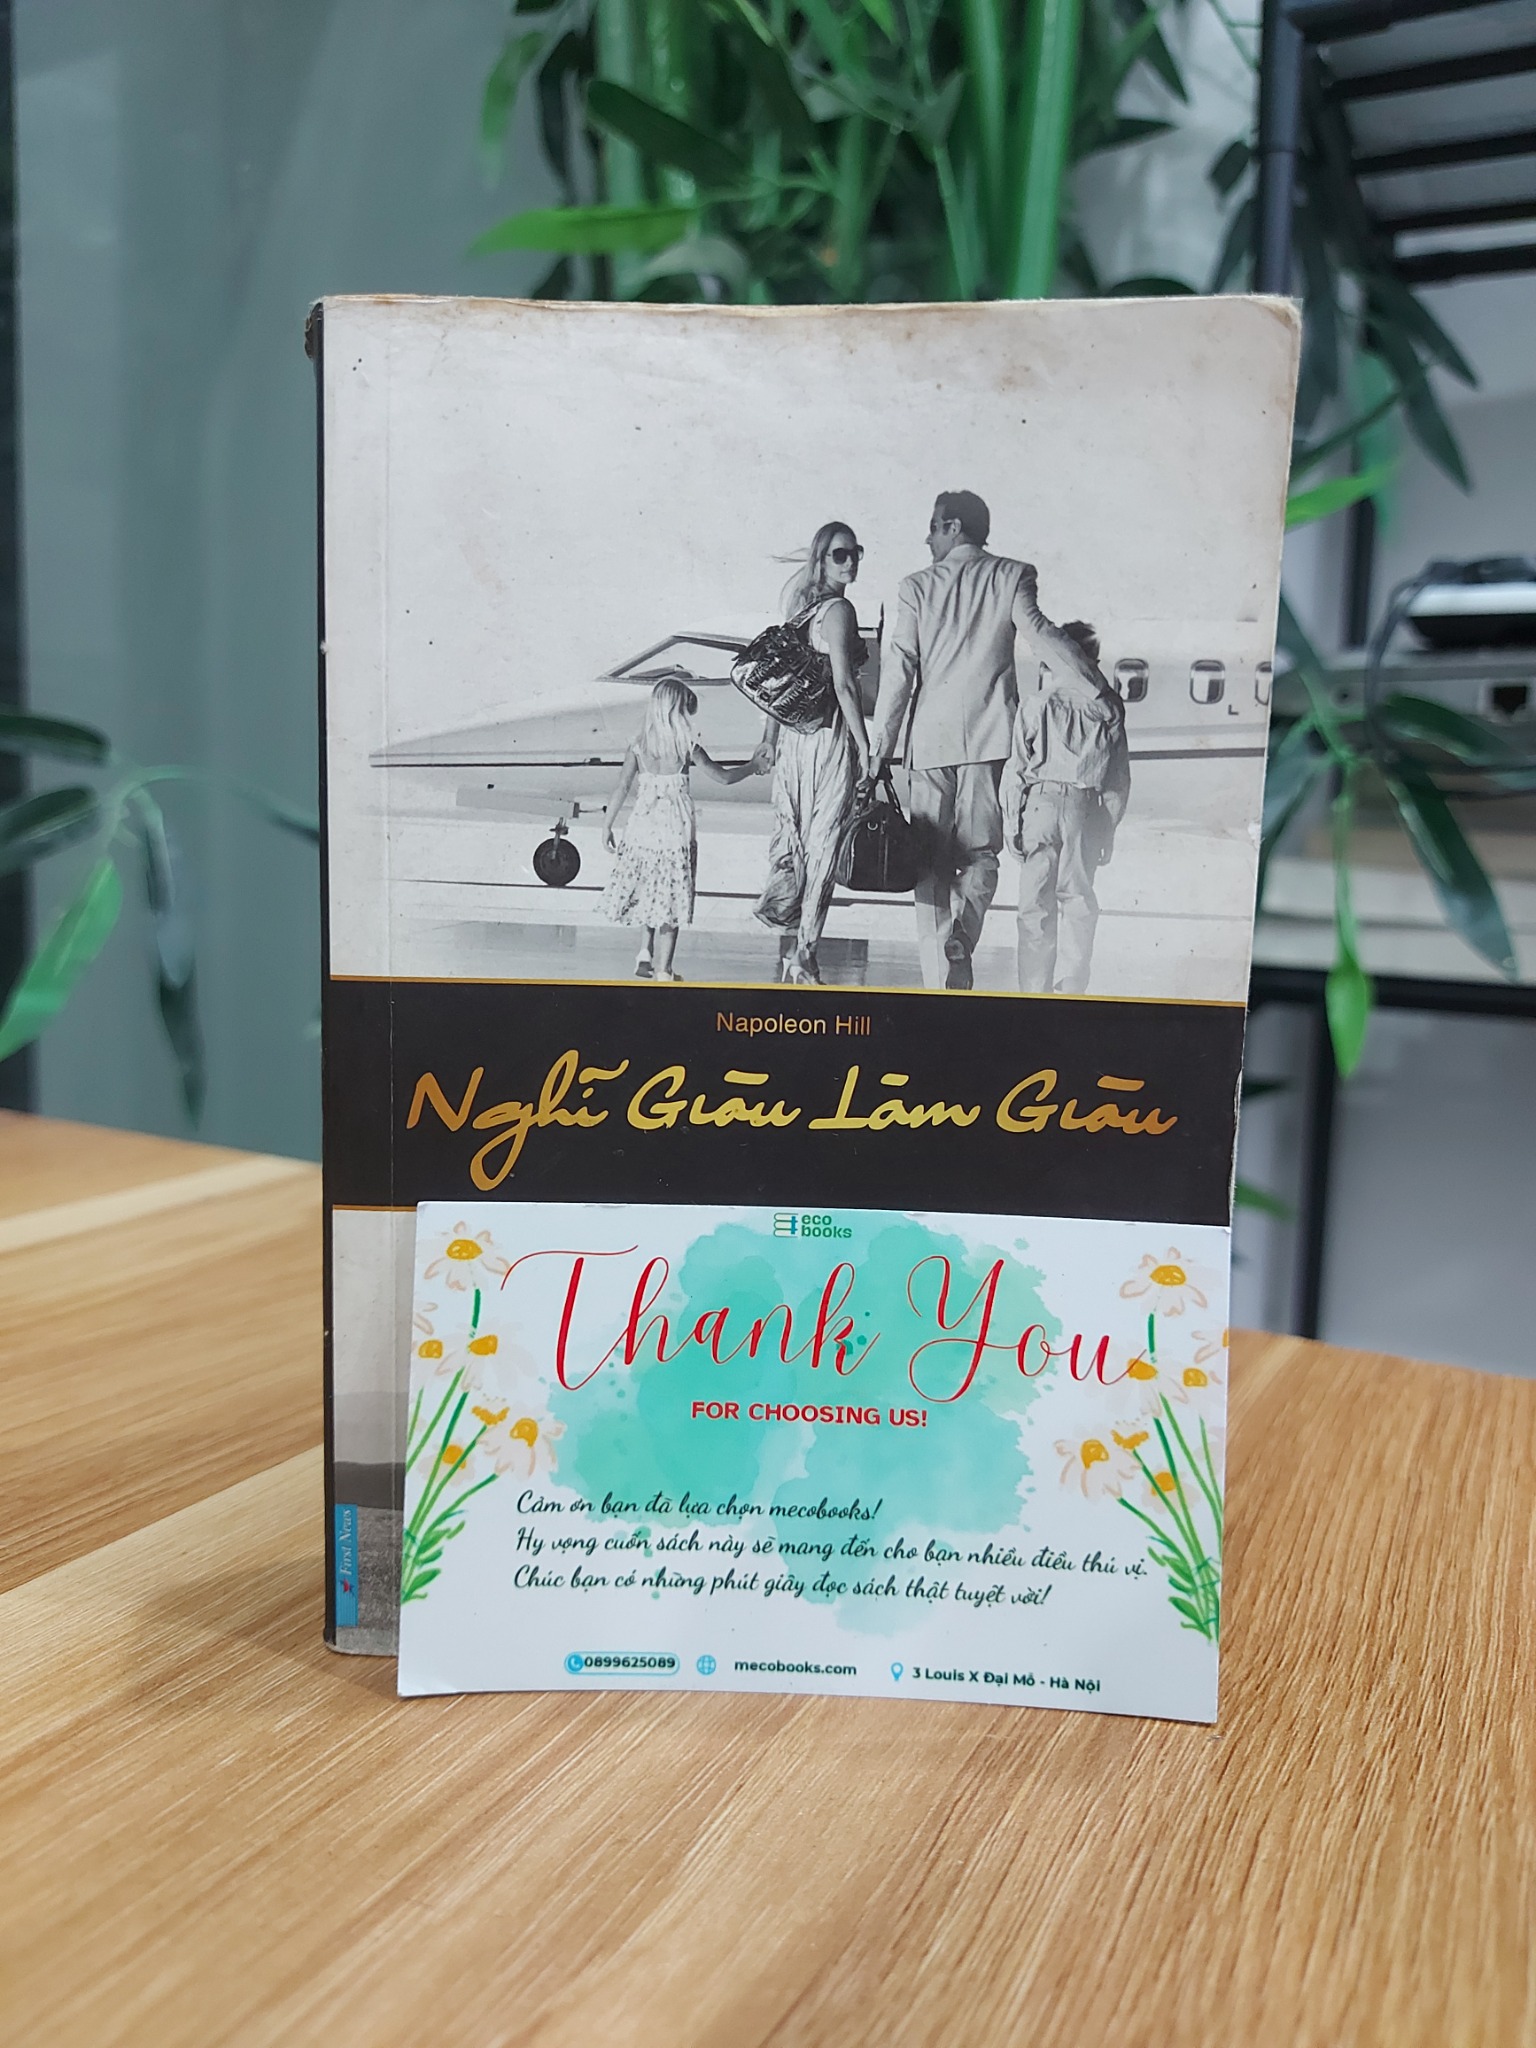 L
Napoleon Hill
Nghĩ Giàu Làm Giàu
eco
books
Thank You
FOR CHOOSING US!
Cảm ơn bạn đã lựa chọn mecobooks!
Hy vọng cuốn sách này sẽ mang đến cho bạn nhiều điều thú vị.
Chúc bạn có những phút giây đọc sách thật tuyệt vời!
First News
0899625089 mecobooks.com 3 Louis X Đại Mỗ - Hà Nội